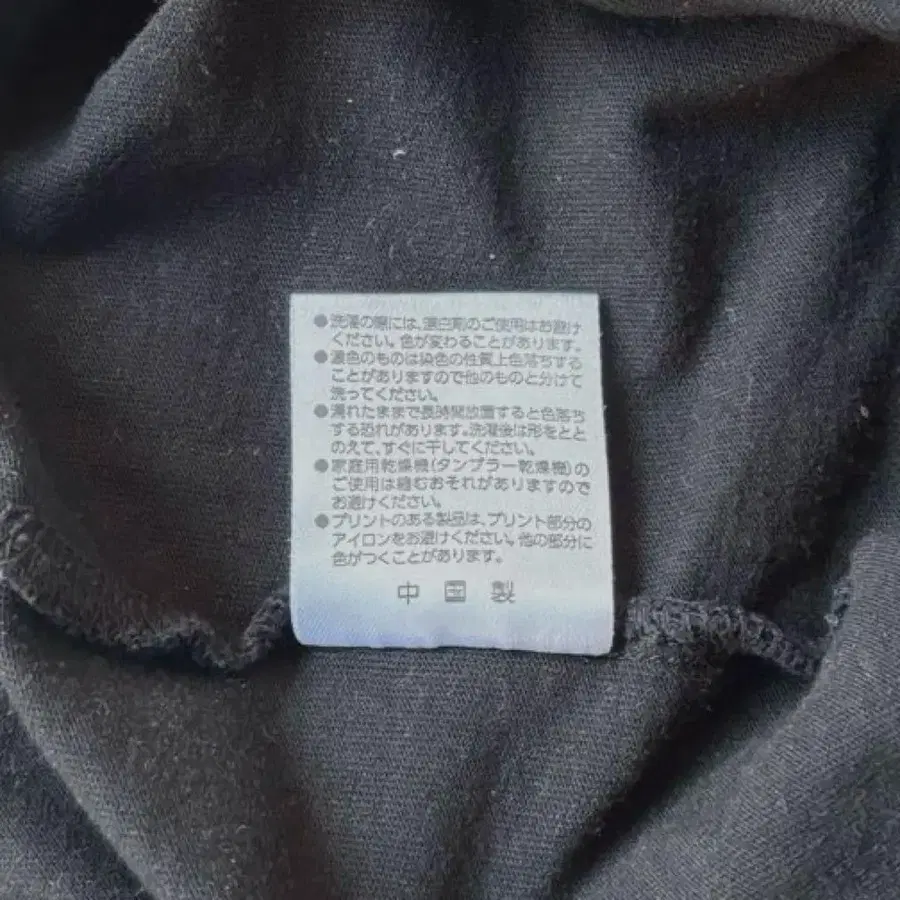 ●洗濯の際には、漂白剤のご使用はお避け
ください。色が変わることがあります。
●濃色のものは染色の性質上色落ちする
ことがありますので他のものと分けて
洗ってください。
●濡れたままで長時間放置すると色落ち
する恐れがあります。洗濯後は形をとと
のえて、すぐに干してください。
●家庭用乾燥機(タンブラー乾燥機)の
ご使用は縮むおそれがありますので
お避けください。
●プリントのある製品は、プリント部分の
アイロンをお避けください。他の部分に
色がつくことがあります。
中国製